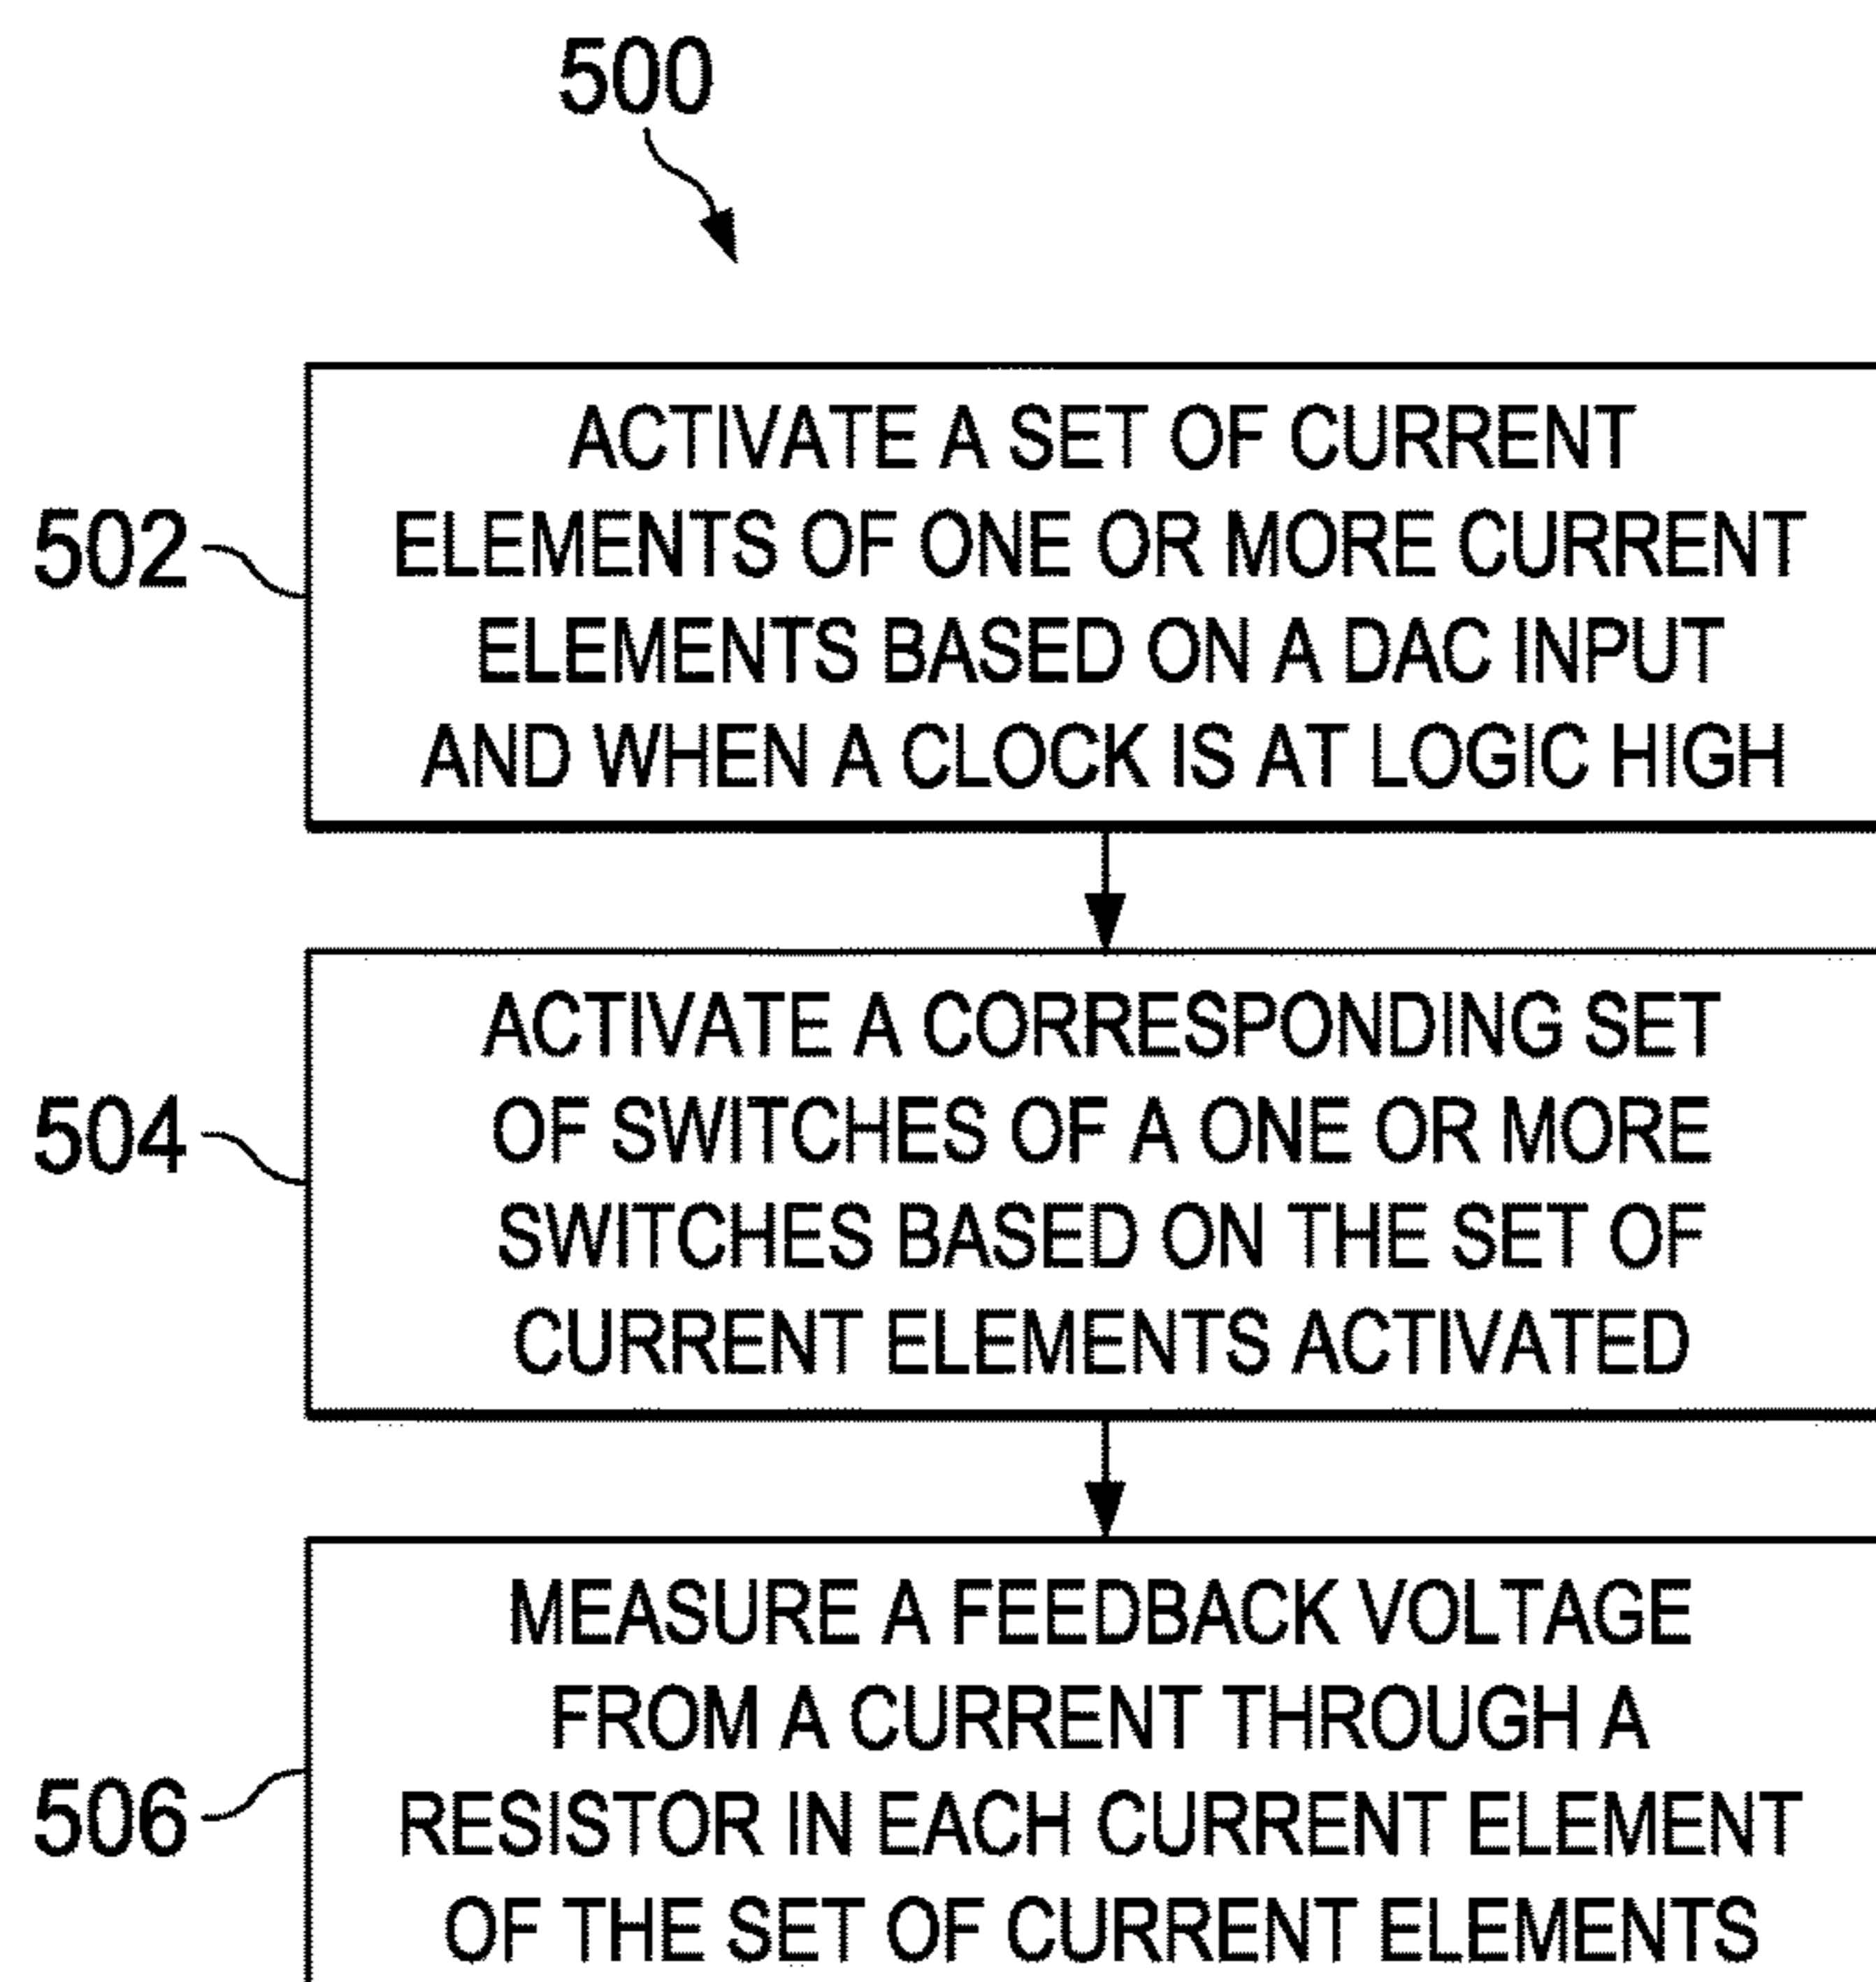 500
502
ACTIVATE A SET OF CURRENT
ELEMENTS OF ONE OR MORE CURRENT
ELEMENTS BASED ON A DAC INPUT
AND WHEN A CLOCK IS AT LOGIC HIGH
504
ACTIVATE A CORRESPONDING SET
OF SWITCHES OF A ONE OR MORE
SWITCHES BASED ON THE SET OF
CURRENT ELEMENTS ACTIVATED
506
MEASURE A FEEDBACK VOLTAGE
FROM A CURRENT THROUGH A
RESISTOR IN EACH CURRENT ELEMENT
OF THE SET OF CURRENT ELEMENTS